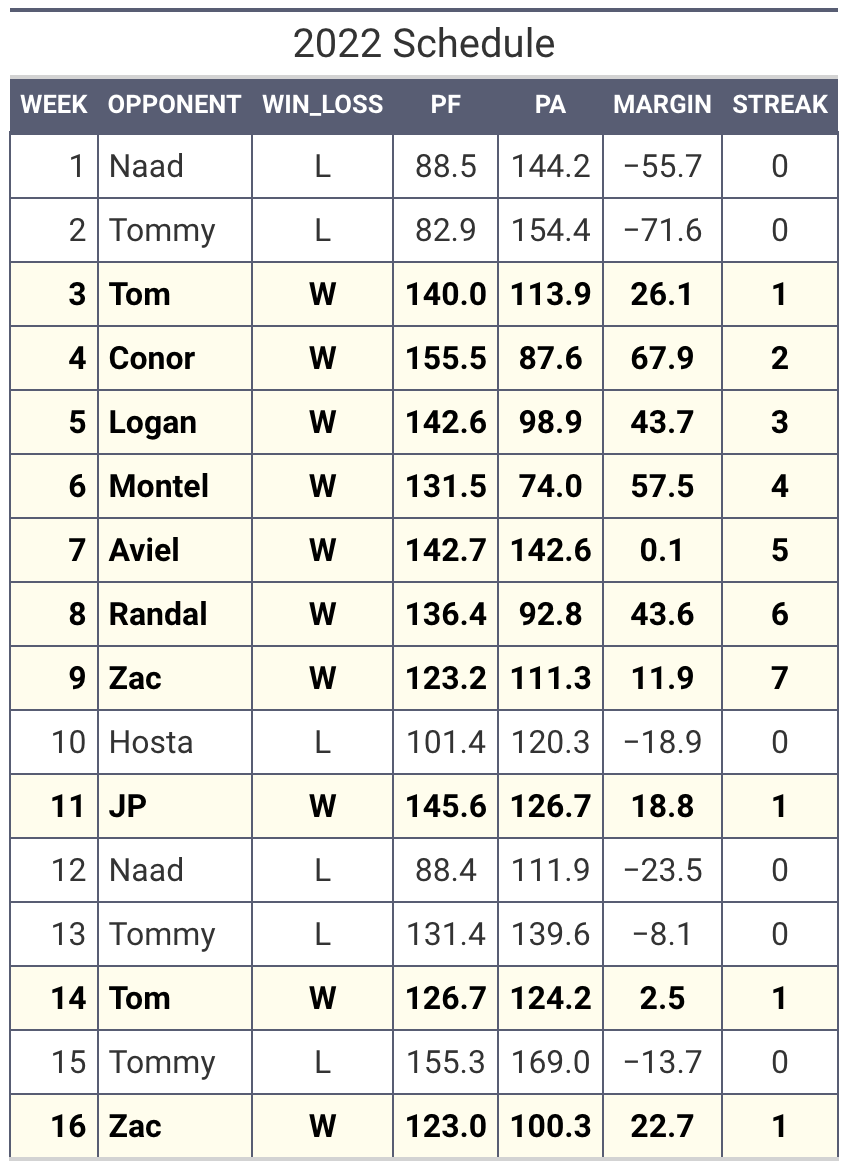 2022 Schedule
WEEK OPPONENT WIN_LOSS PF PA MARGIN STREAK
1 Naad L 88.5 144.2 −55.7 0
2 Tommy L 82.9 154.4 −71.6 0
3 Tom W 140.0 113.9 26.1 1
4 Conor W 155.5 87.6 67.9 2
5 Logan W 142.6 98.9 43.7 3
6 Montel W 131.5 74.0 57.5 4
7 Aviel W 142.7 142.6 0.1 5
8 Randal W 136.4 92.8 43.6 6
9 Zac W 123.2 111.3 11.9 7
10 Hosta L 101.4 120.3 −18.9 0
11 JP W 145.6 126.7 18.8 1
12 Naad L 88.4 111.9 −23.5 0
13 Tommy L 131.4 139.6 −8.1 0
14 Tom W 126.7 124.2 2.5 1
15 Tommy L 155.3 169.0 −13.7 0
16 Zac W 123.0 100.3 22.7 1